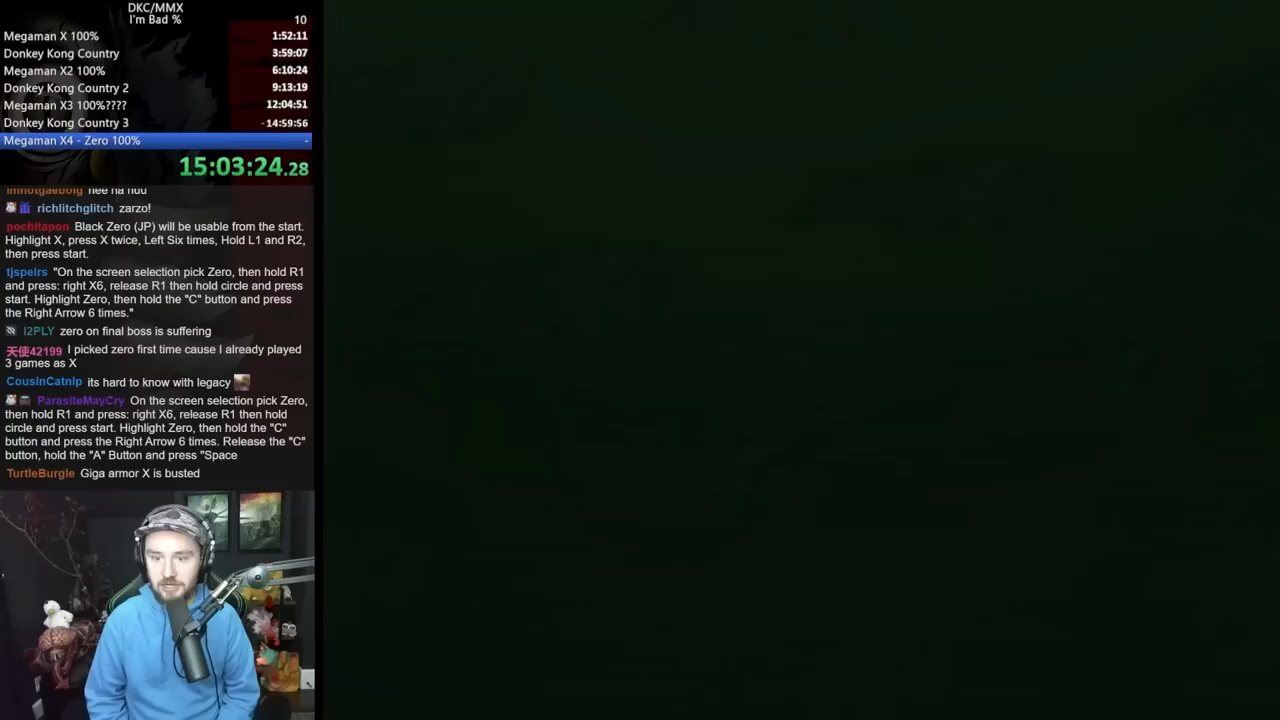 DKC/MMX
I'm Bad %
10
Megaman X 100% 1:52:11
Donkey Kong Country 3:59:07
Megaman X2 100% 6:10:24
Donkey Kong Country 2 9:13:19
Megaman X3 100%???? 12:04:51
Donkey Kong Country 3 - 14:59:56
Megaman X4 - Zero 100% -
15:03:24.28
imnotgaebolg nee na nuu
richlitchglitch zarzo!
pochitapon Black Zero (JP) will be usable from the start.
Highlight X, press X twice, Left Six times, Hold L1 and R2,
then press start.
tjspeirs "On the screen selection pick Zero, then hold R1
and press: right X6, release R1 then hold circle and press
start. Highlight Zero, then hold the "C" button and press
the Right Arrow 6 times."
I2PLY zero on final boss is suffering
天使42199 I picked zero first time cause I already played
3 games as X
CousinCatnip its hard to know with legacy
ParasiteMayCry On the screen selection pick Zero,
then hold R1 and press: right X6, release R1 then hold
circle and press start. Highlight Zero, then hold the "C"
button and press the Right Arrow 6 times. Release the "C"
button, hold the "A" Button and press "Space
TurtleBurgle Giga armor X is busted